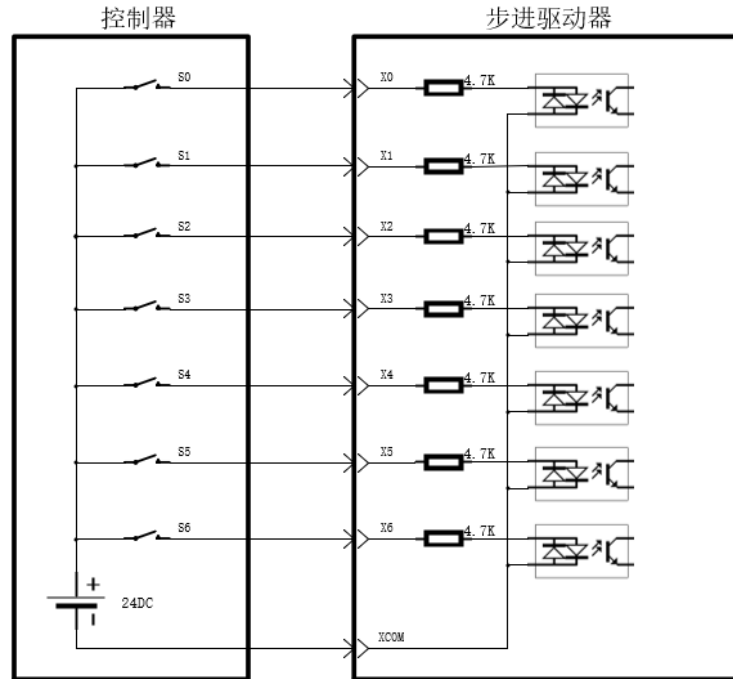 控制器
步进驱动器
S0 X0 4.7K
S1 X1 4.7K
S2 X2 4.7K
S3 X3 4.7K
S4 X4 4.7K
S5 X5 4.7K
S6 X6 4.7K
+
24DC
-
XCOM